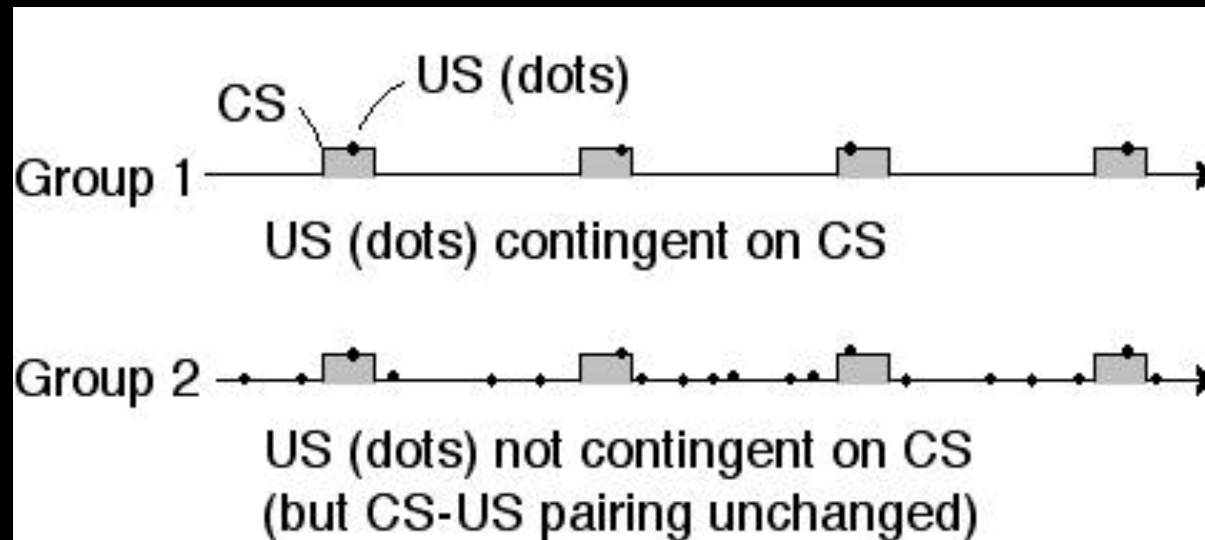 US (dots)
CS
Group 1
US (dots) contingent on CS
Group 2
US (dots) not contingent on CS
(but CS-US pairing unchanged)